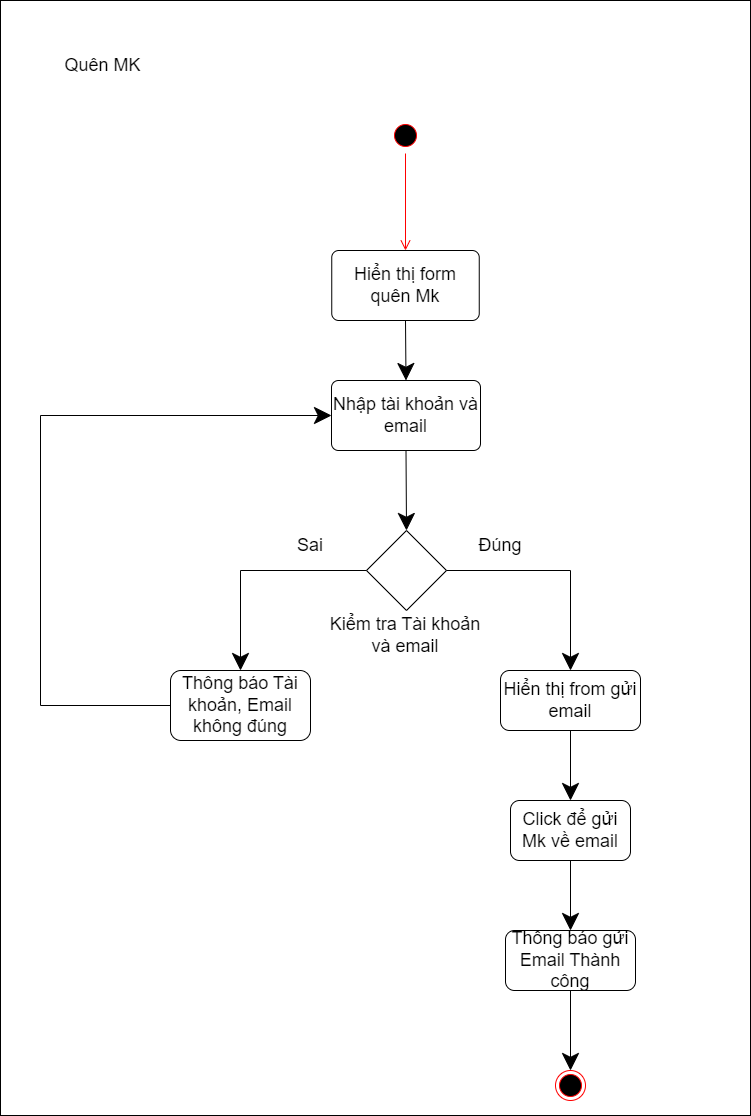 Quên MK
Hiển thị form
quên Mk
Nhập tài khoản và
email
Sai
Đúng
Kiểm tra Tài khoản
và email
Thông báo Tài
khoản, Email
không đúng
Hiển thị from gửi
email
Click để gửi
Mk về email
Thông báo gứi
Email Thành
công